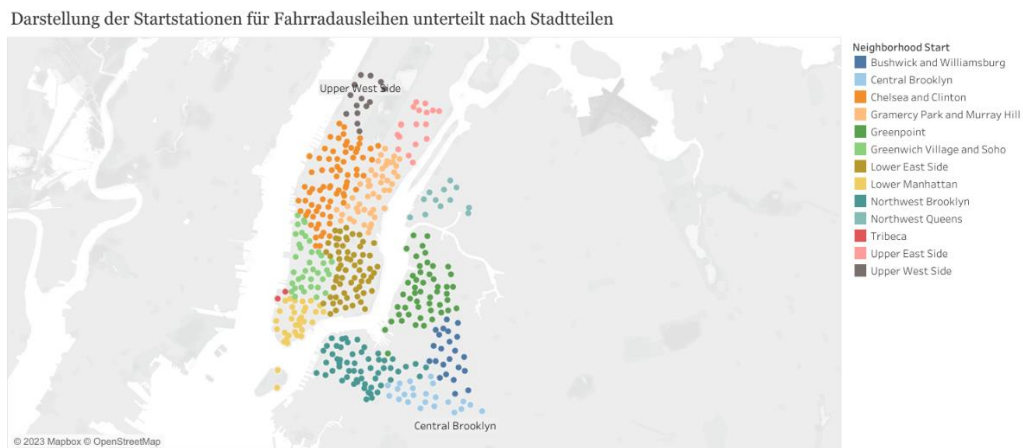 Darstellung der Startstationen für Fahrradausleihen unterteilt nach Stadtteilen
Upper West Side
Central Brooklyn
© 2023 Mapbox © OpenStreetMap
Neighborhood Start
Bushwick and Williamsburg
Central Brooklyn
Chelsea and Clinton
Gramercy Park and Murray Hill
Greenpoint
Greenwich Village and Soho
Lower East Side
Lower Manhattan
Northwest Brooklyn
Northwest Queens
Tribeca
Upper East Side
Upper West Side